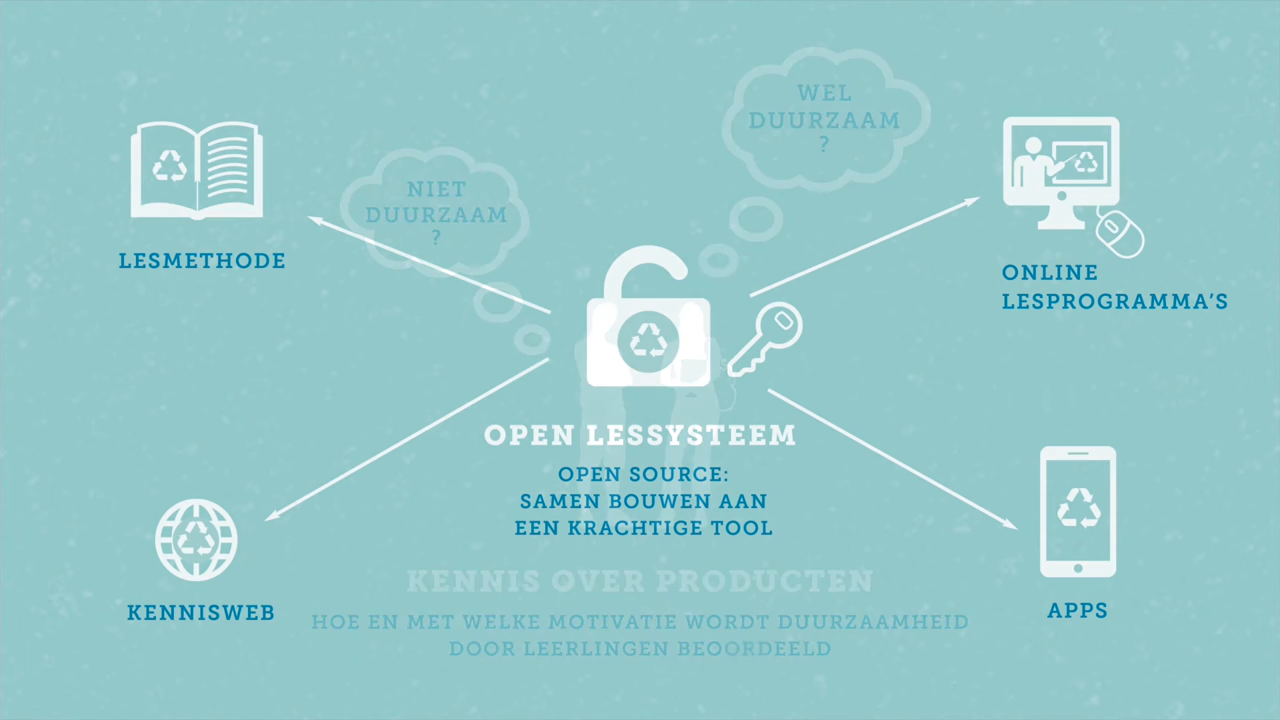 WEL
DUURZAAM
?
NIET
DUURZAAM
?
LESMETHODE
ONLINE
LESPROGRAMMA'S
OPEN LESSYSTEEM
OPEN SOURCE:
SAMEN BOUWEN AAN
EEN KRACHTIGE TOOL
KENNISWEB
APPS
KENNIS OVER PRODUCTEN
HOE EN MET WELKE MOTIVATIE WORDT DUURZAAMHEID
DOOR LEERLINGEN BEOORDEELD